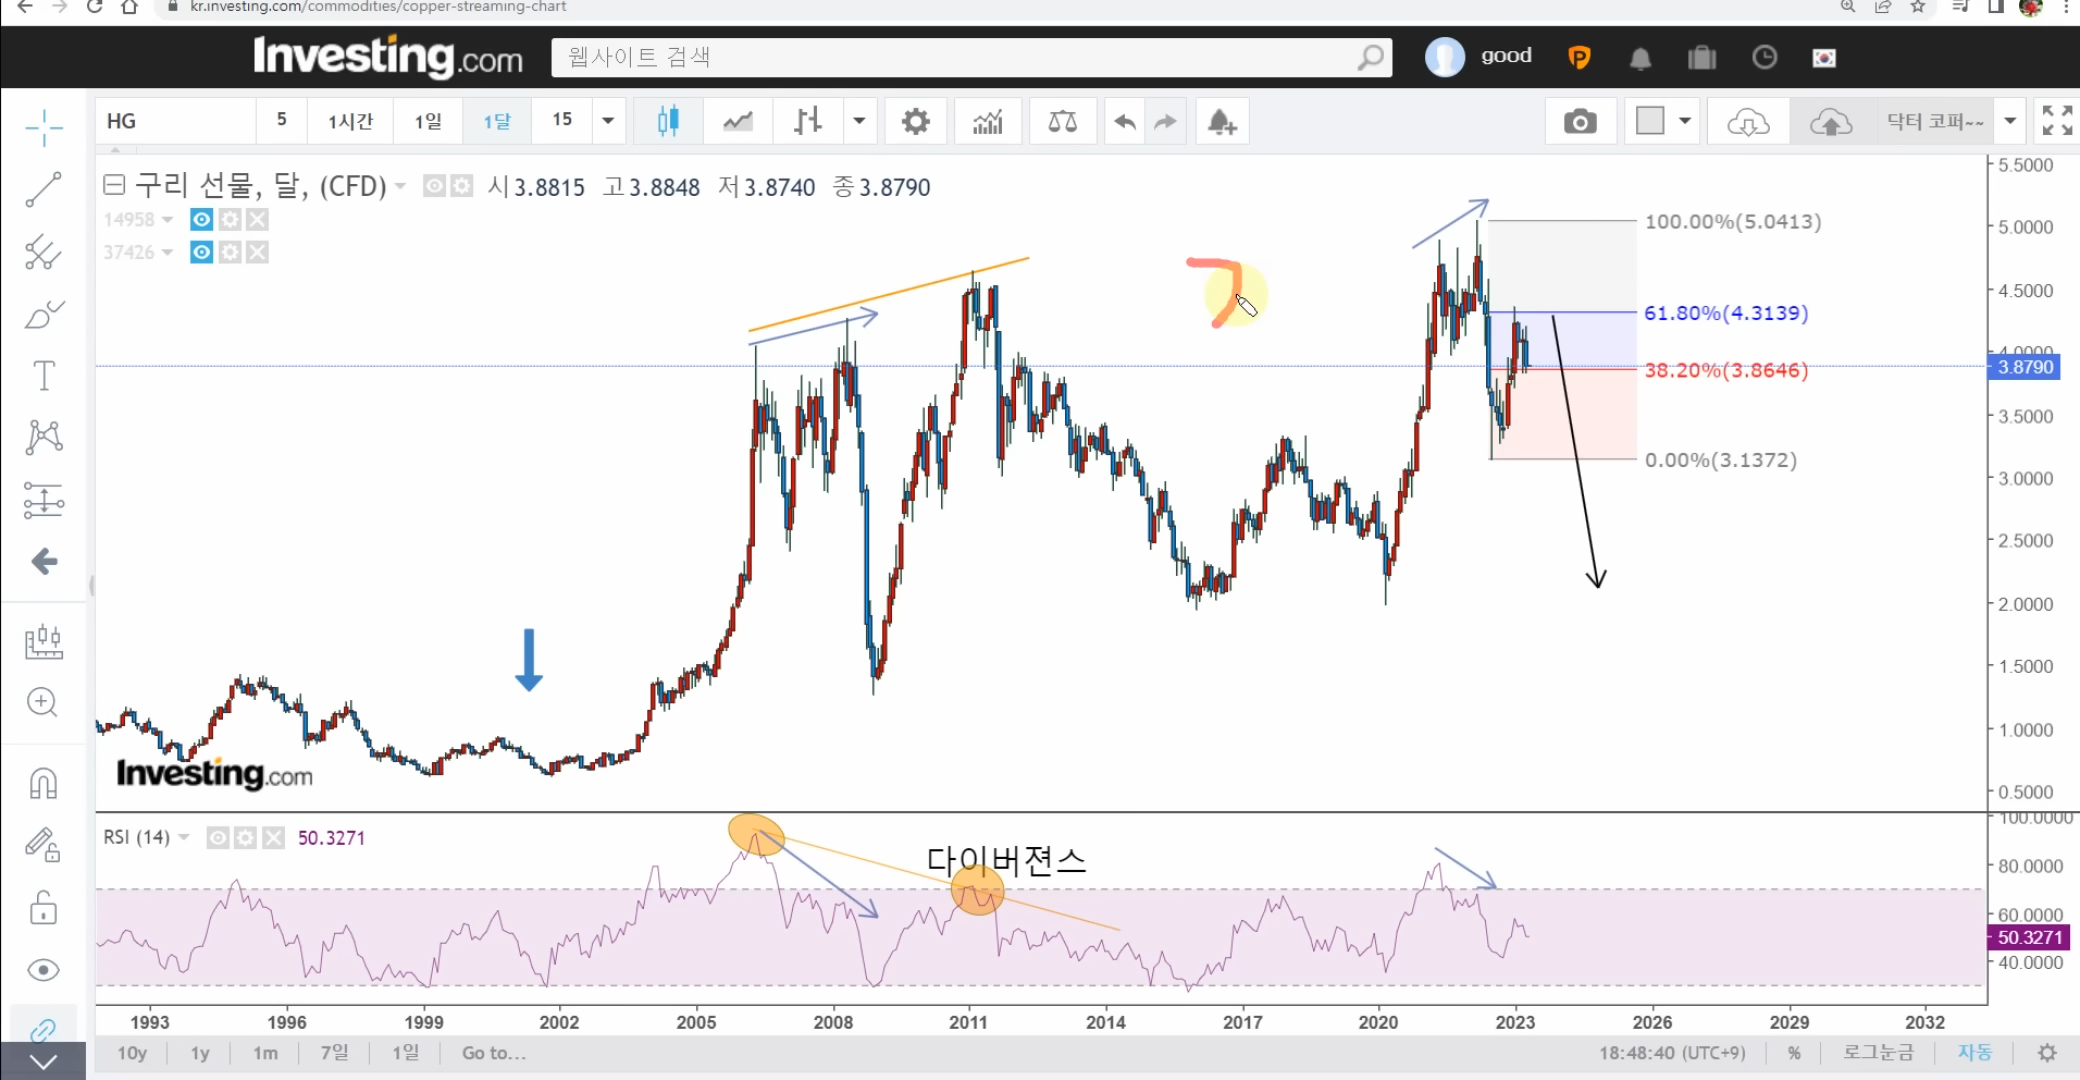 kr.investing.com/commodities/copper-streaming-chart
Investing.com 웹사이트 검색 good
HG 5 1시간 1일 1달 15 닥터 코퍼~~
구리 선물, 달, (CFD) 시3.8815 고3.8848 저3.8740 종3.8790
14958
37426
5.5000
100.00%(5.0413)
5.0000
4.5000
61.80%(4.3139)
4.0000
3.8790
38.20%(3.8646)
3.5000
0.00%(3.1372)
3.0000
2.5000
2.0000
1.5000
1.0000
Investing.com
0.5000
100.0000
RSI (14) 50.3271
다이버젼스
80.0000
60.0000
50.3271
40.0000
1993 1996 1999 2002 2005 2008 2011 2014 2017 2020 2023 2026 2029 2032
10y 1y 1m 7일 1일 Go to... 18:48:40 (UTC+9) % 로그눈금 자동